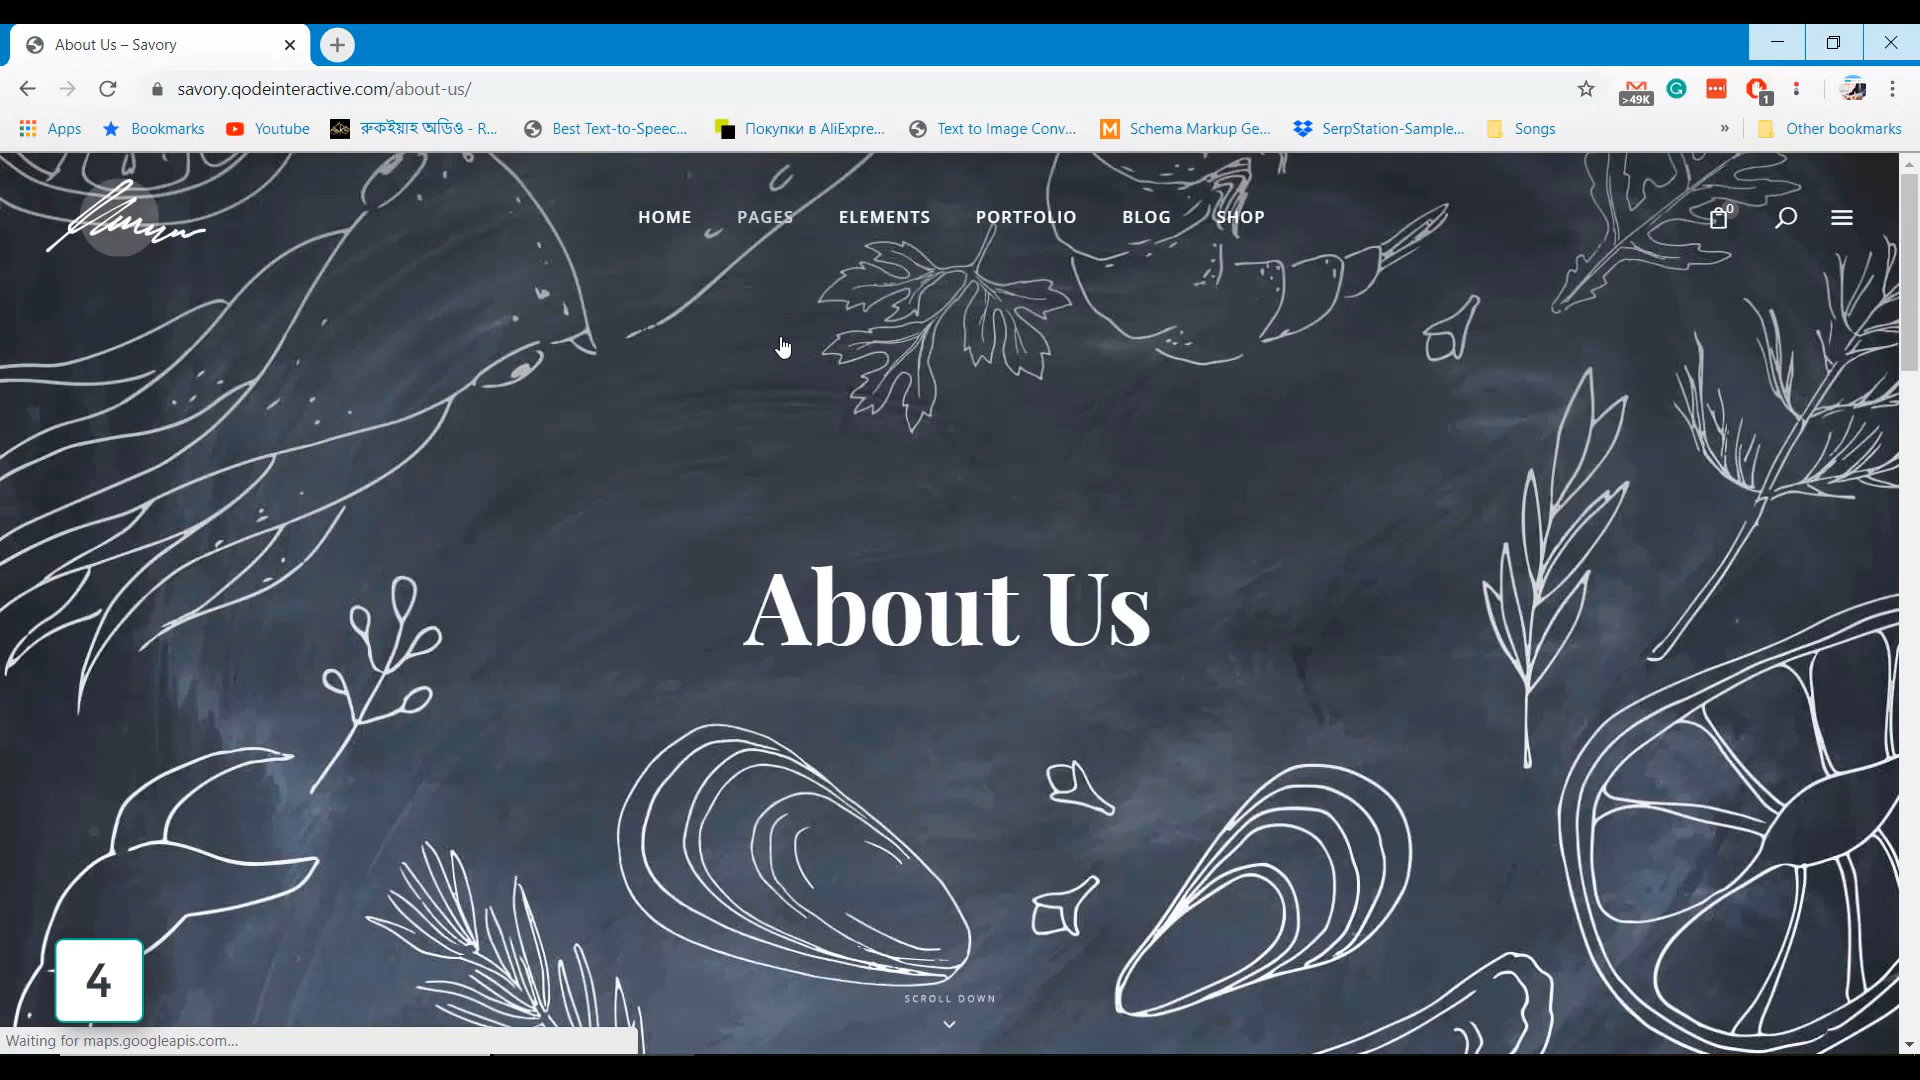 About Us – Savory
savory.qodeinteractive.com/about-us/
>49K
1
Apps
Bookmarks
Youtube
রুকইয়াহ অডিও - R...
Best Text-to-Speec...
Покупки в AliExpre...
Text to Image Conv...
M
Schema Markup Ge...
SerpStation-Sample...
Songs
»
Other bookmarks
HOME
PAGES
ELEMENTS
PORTFOLIO
BLOG
SHOP
0
About Us
SCROLL DOWN
4
Waiting for maps.googleapis.com...